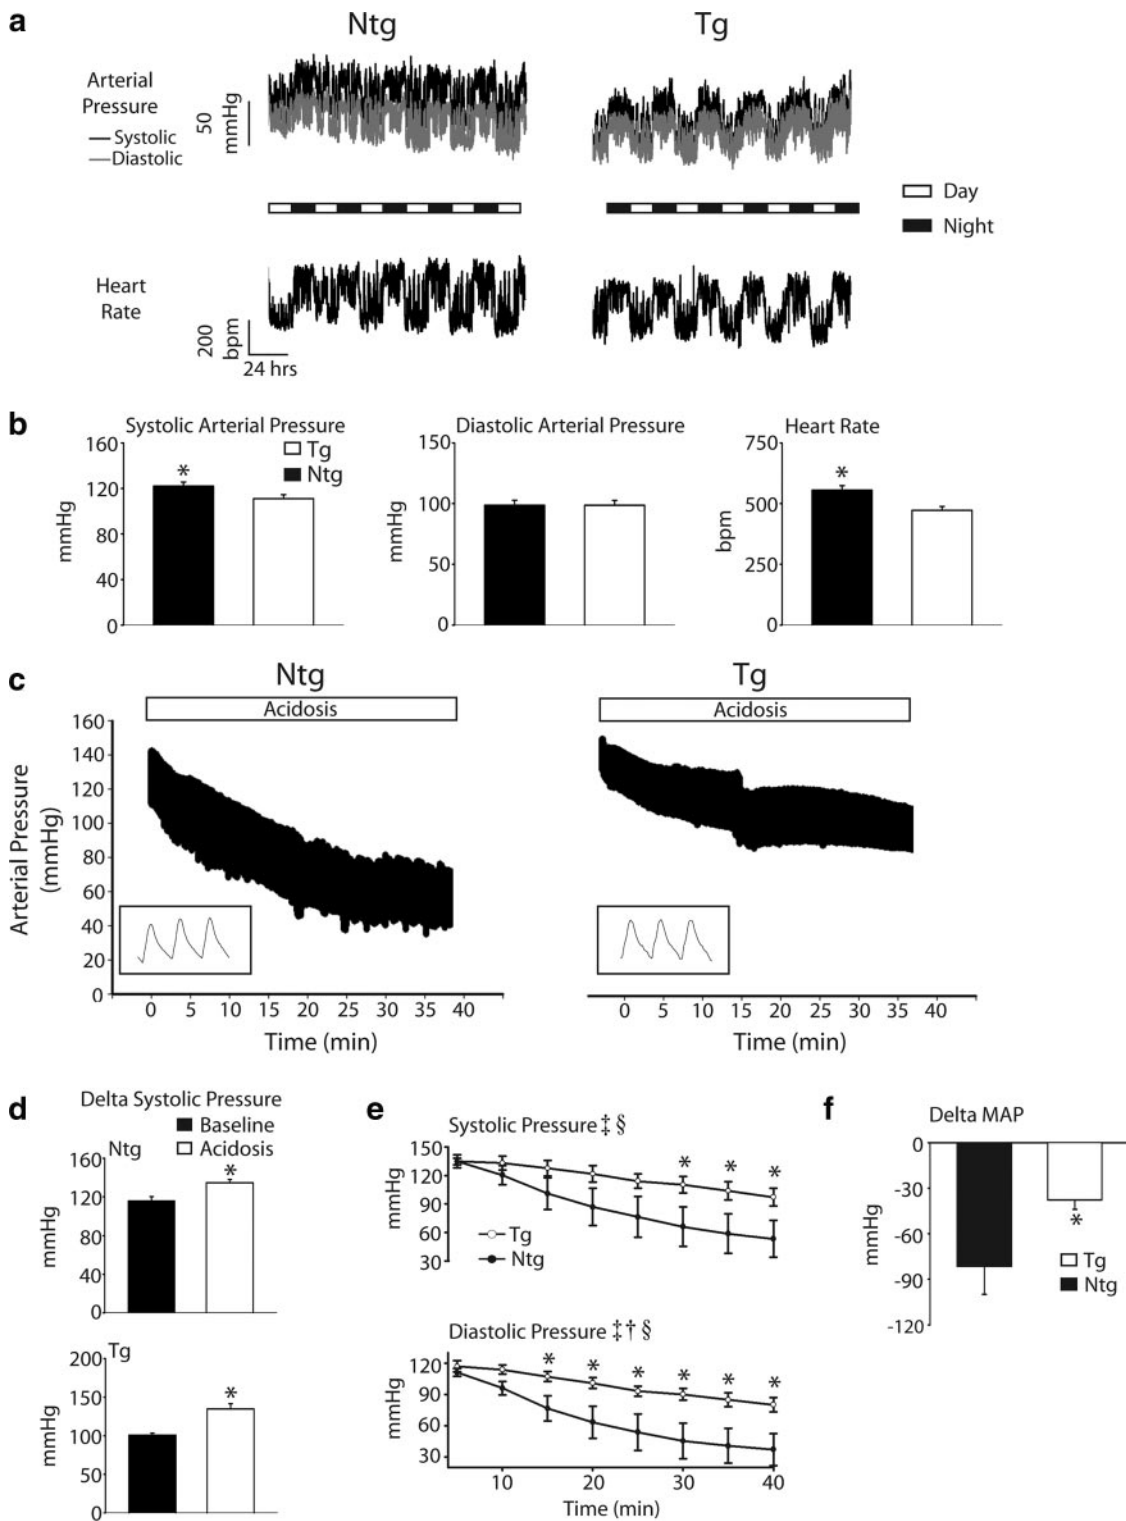 a
Ntg
Tg
Arterial
Pressure
Systolic
Diastolic
50
mmHg
Day
Night
Heart
Rate
200
bpm
24 hrs
b
Systolic Arterial Pressure
Tg
Ntg
*
160
120
80
40
0
mmHg
Diastolic Arterial Pressure
150
100
50
0
mmHg
Heart Rate
*
750
500
250
0
bpm
c
Ntg
Acidosis
160
140
120
100
80
60
40
20
0
Arterial Pressure
(mmHg)
0 5 10 15 20 25 30 35 40
Time (min)
Tg
Acidosis
0 5 10 15 20 25 30 35 40
Time (min)
d
Delta Systolic Pressure
Baseline
Acidosis
Ntg
*
160
120
80
40
0
mmHg
Tg
*
200
150
100
50
0
mmHg
e
Systolic Pressure ‡ §
150
120
90
60
30
mmHg
* * *
Tg
Ntg
Diastolic Pressure ‡ † §
120
90
60
30
mmHg
* * * * * *
10 20 30 40
Time (min)
f
Delta MAP
0
-30
-60
-90
-120
mmHg
*
Tg
Ntg